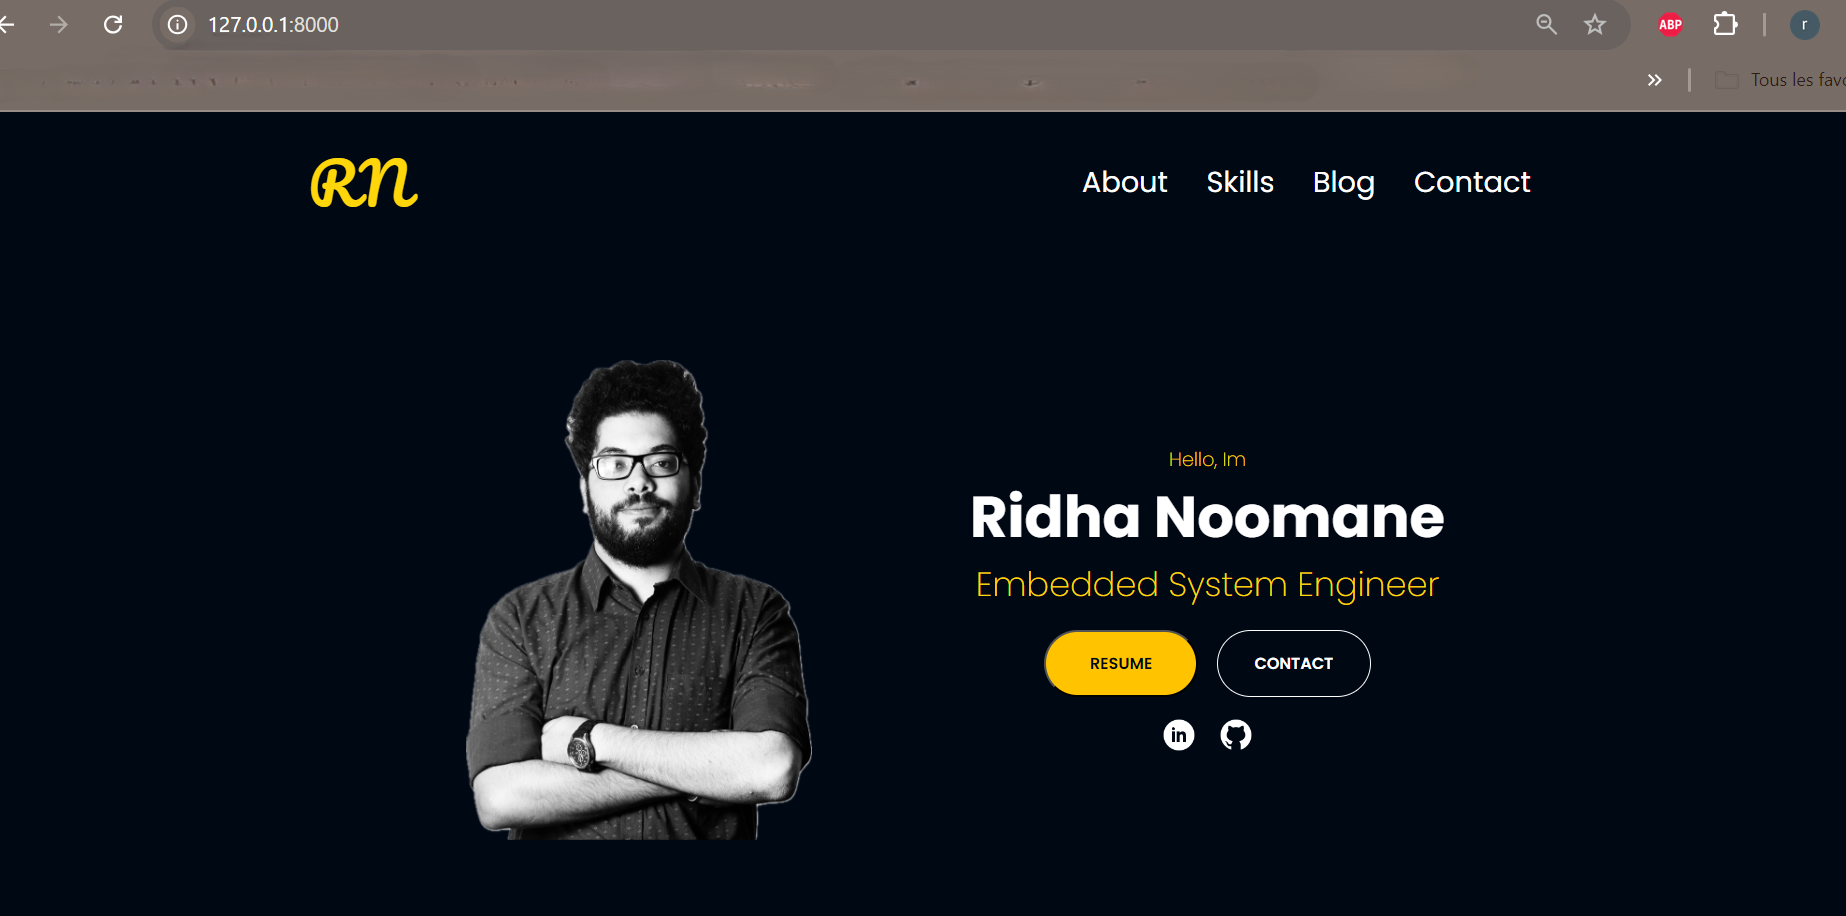 127.0.0.1:8000
ABP
r
Tous les favo
RN
About Skills Blog Contact
Hello, Im
Ridha Noomane
Embedded System Engineer
RESUME CONTACT
in